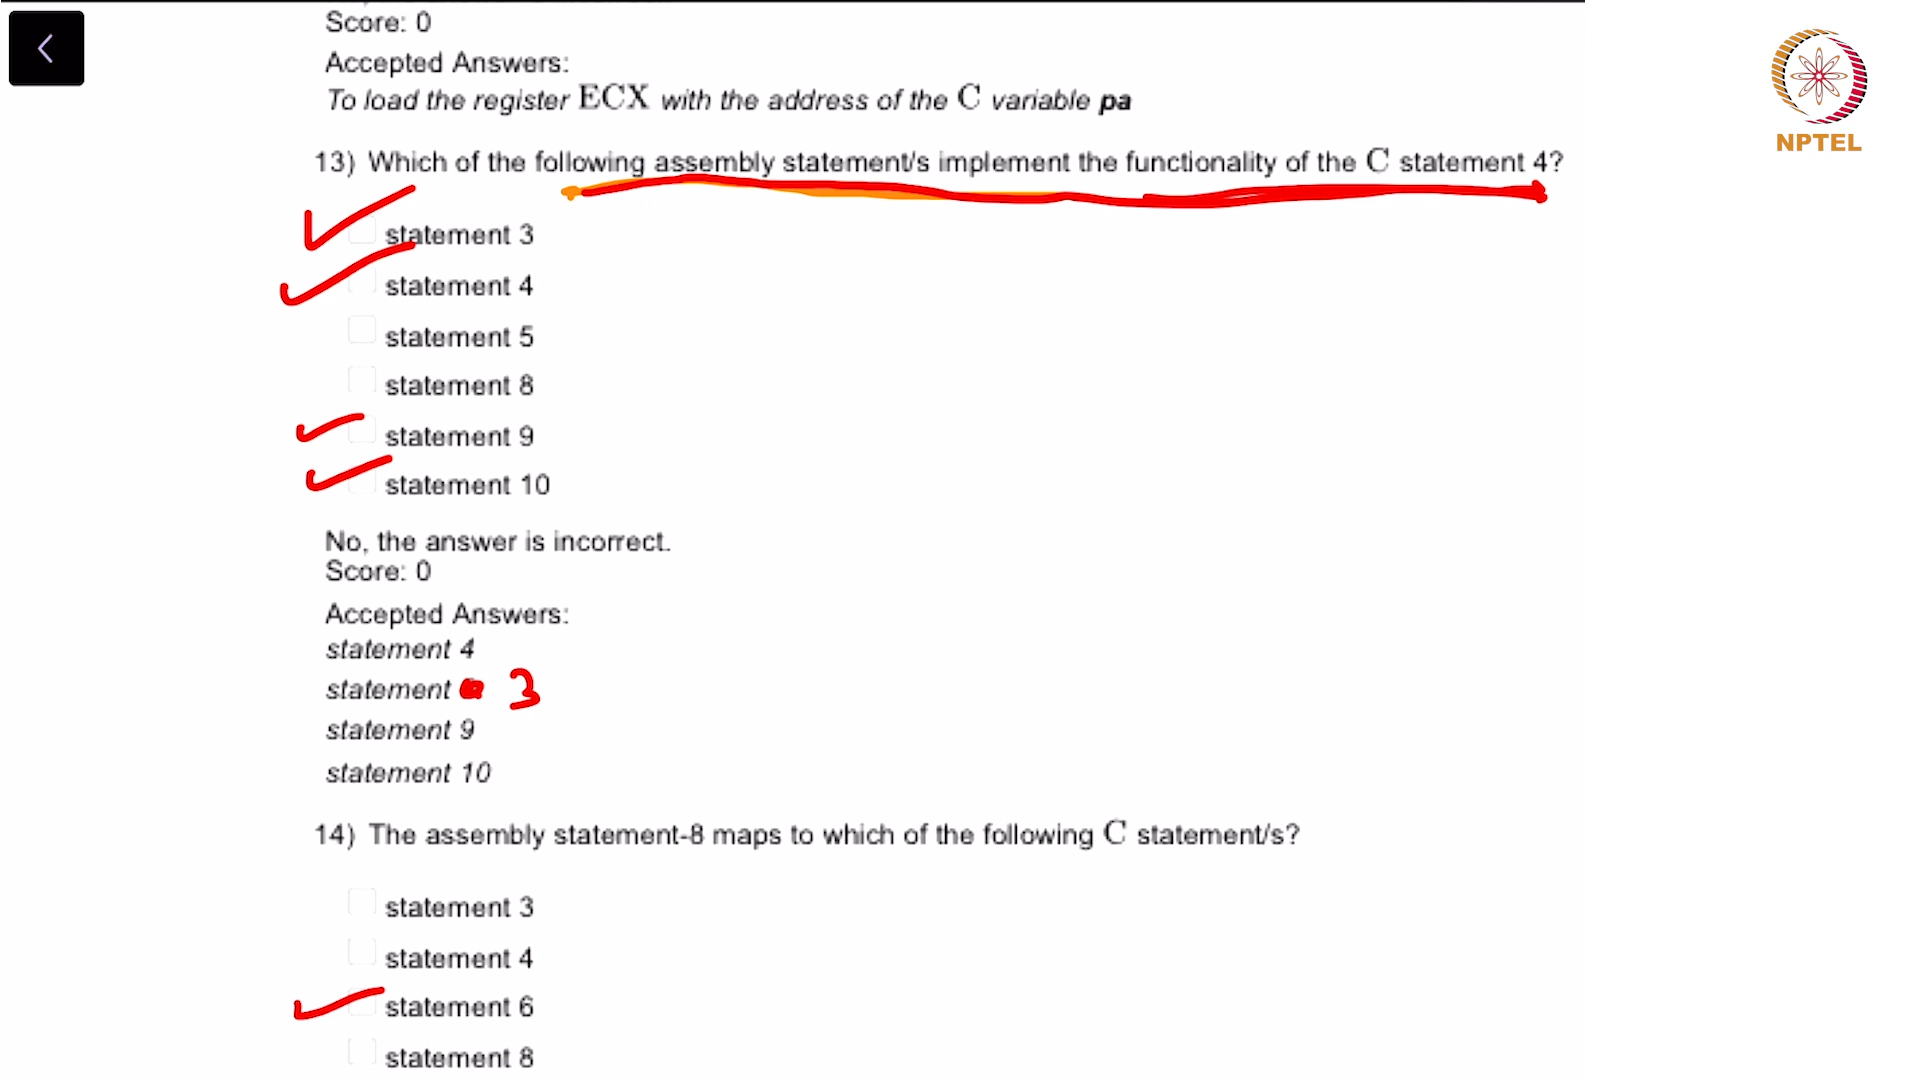 Score: 0
Accepted Answers:
To load the register ECX with the address of the C variable pa
NPTEL
13) Which of the following assembly statement/s implement the functionality of the C statement 4?
statement 3
statement 4
statement 5
statement 8
statement 9
statement 10
No, the answer is incorrect.
Score: 0
Accepted Answers:
statement 4
statement 3
statement 9
statement 10
14) The assembly statement-8 maps to which of the following C statement/s?
statement 3
statement 4
statement 6
statement 8